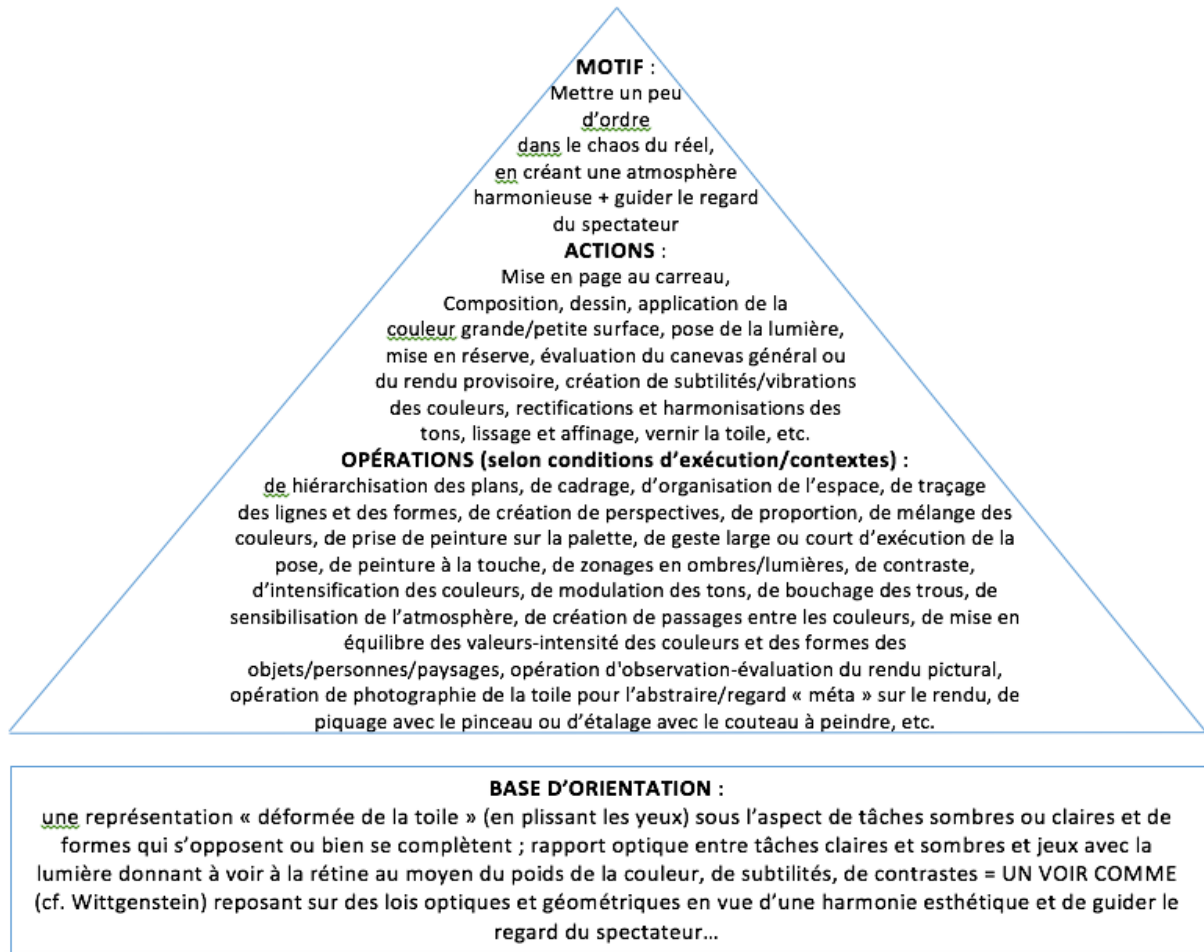 MOTIF :
Mettre un peu
d’ordre
dans le chaos du réel,
en créant une atmosphère
harmonieuse + guider le regard
du spectateur
ACTIONS :
Mise en page au carreau,
Composition, dessin, application de la
couleur grande/petite surface, pose de la lumière,
mise en réserve, évaluation du canevas général ou
du rendu provisoire, création de subtilités/vibrations
des couleurs, rectifications et harmonisations des
tons, lissage et affinage, vernir la toile, etc.
OPÉRATIONS (selon conditions d’exécution/contextes) :
de hiérarchisation des plans, de cadrage, d’organisation de l’espace, de traçage
des lignes et des formes, de création de perspectives, de proportion, de mélange des
couleurs, de prise de peinture sur la palette, de geste large ou court d’exécution de la
pose, de peinture à la touche, de zonages en ombres/lumières, de contraste,
d’intensification des couleurs, de modulation des tons, de bouchage des trous, de
sensibilisation de l’atmosphère, de création de passages entre les couleurs, de mise en
équilibre des valeurs-intensité des couleurs et des formes des
objets/personnes/paysages, opération d'observation-évaluation du rendu pictural,
opération de photographie de la toile pour l’abstraire/regard « méta » sur le rendu, de
piquage avec le pinceau ou d’étalage avec le couteau à peindre, etc.
BASE D’ORIENTATION :
une représentation « déformée de la toile » (en plissant les yeux) sous l’aspect de tâches sombres ou claires et de
formes qui s’opposent ou bien se complètent ; rapport optique entre tâches claires et sombres et jeux avec la
lumière donnant à voir à la rétine au moyen du poids de la couleur, de subtilités, de contrastes = UN VOIR COMME
(cf. Wittgenstein) reposant sur des lois optiques et géométriques en vue d’une harmonie esthétique et de guider le
regard du spectateur…